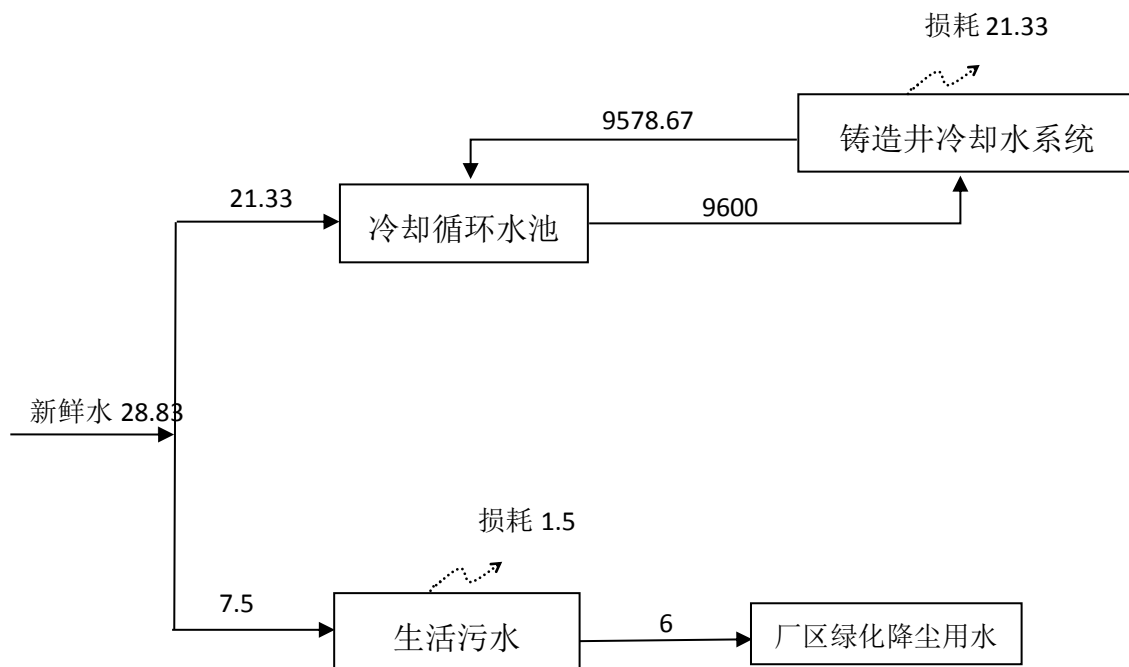 损耗 21.33
9578.67
铸造井冷却水系统
21.33
冷却循环水池
9600
新鲜水 28.83
损耗 1.5
7.5
生活污水
6
厂区绿化降尘用水